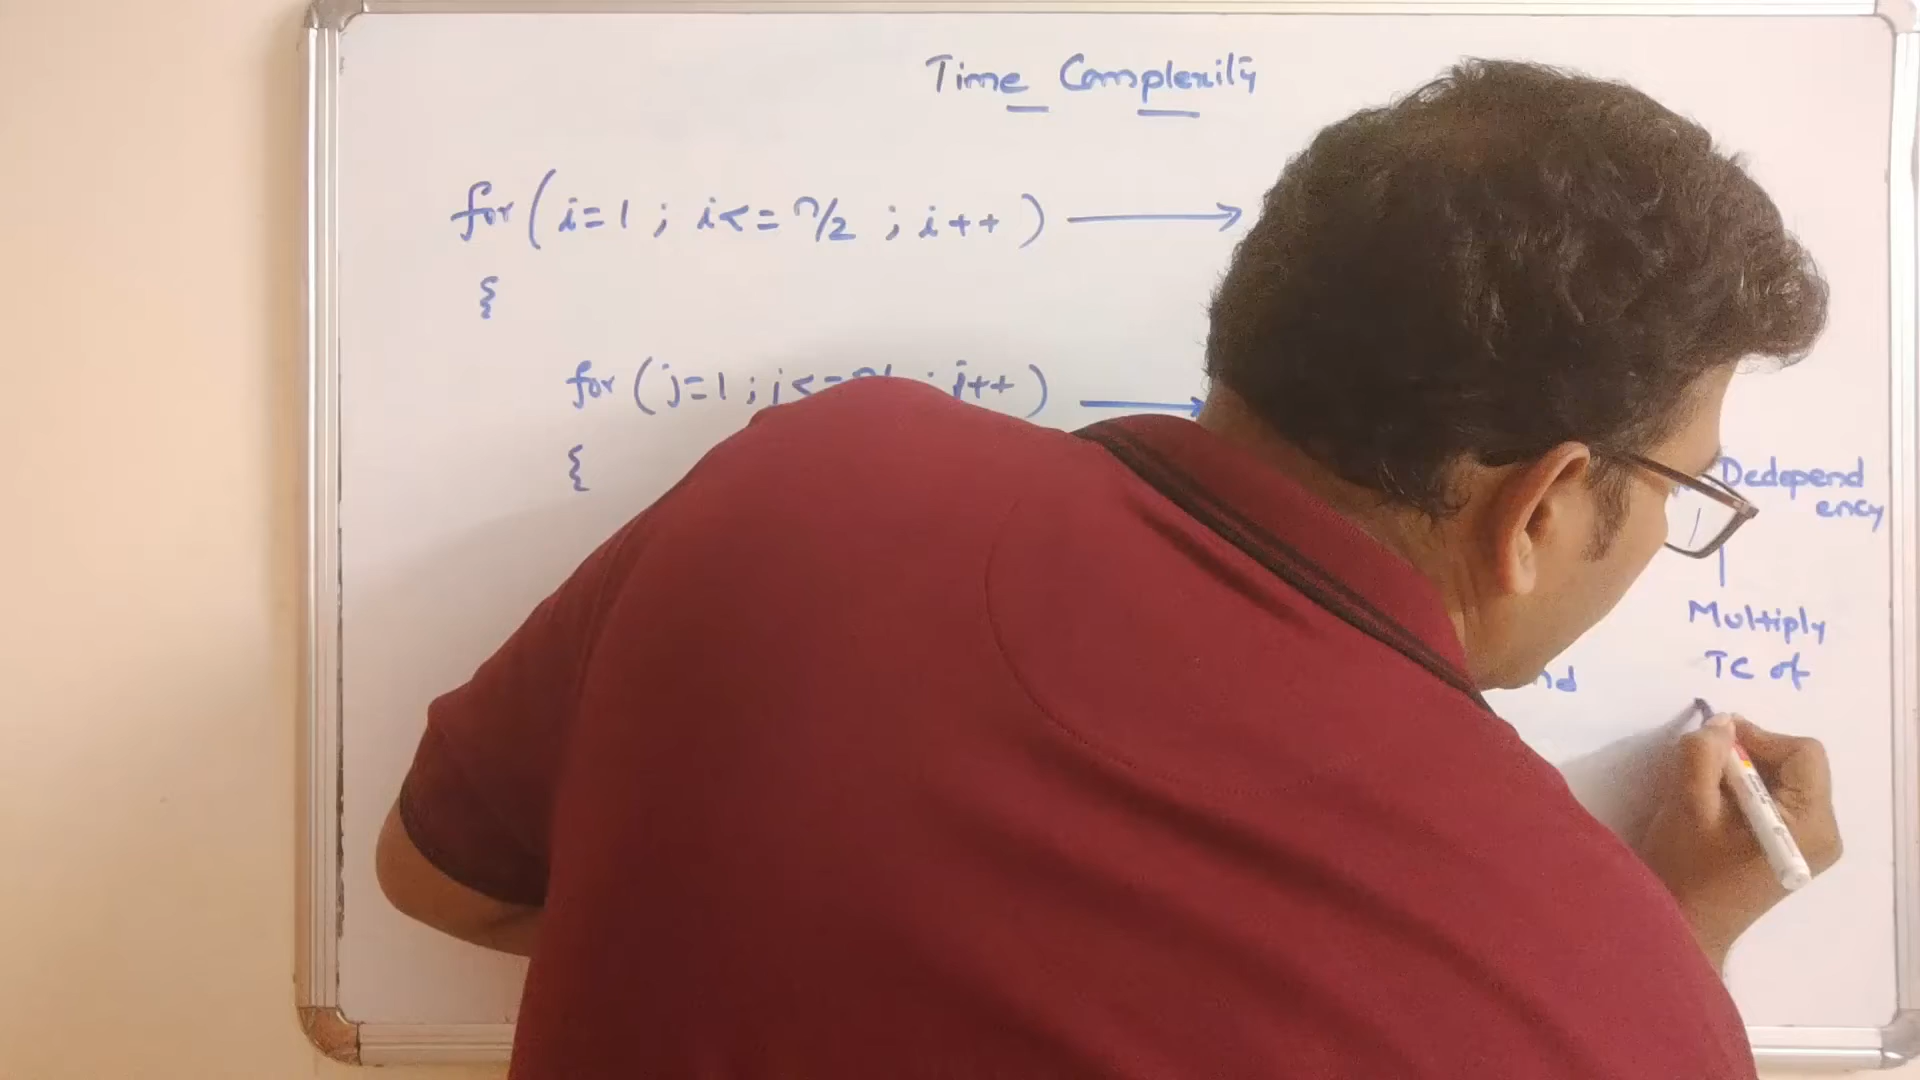 Time Complexity
for ( i=1 ; i<= n/2 ; i++ )
{
for ( j=1 ; j<= ; j++ )
{
Dedepend
ency
Multiply
TC of